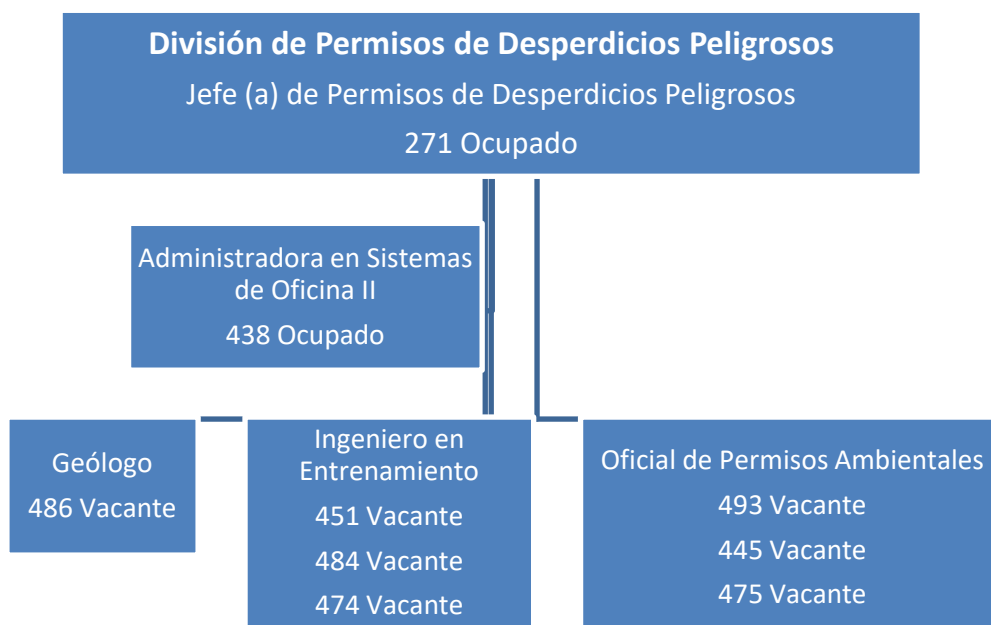 División de Permisos de Desperdicios Peligrosos
Jefe (a) de Permisos de Desperdicios Peligrosos
271 Ocupado
Administradora en Sistemas
de Oficina II
438 Ocupado
Geólogo
486 Vacante
Ingeniero en
Entrenamiento
451 Vacante
484 Vacante
474 Vacante
Oficial de Permisos Ambientales
493 Vacante
445 Vacante
475 Vacante